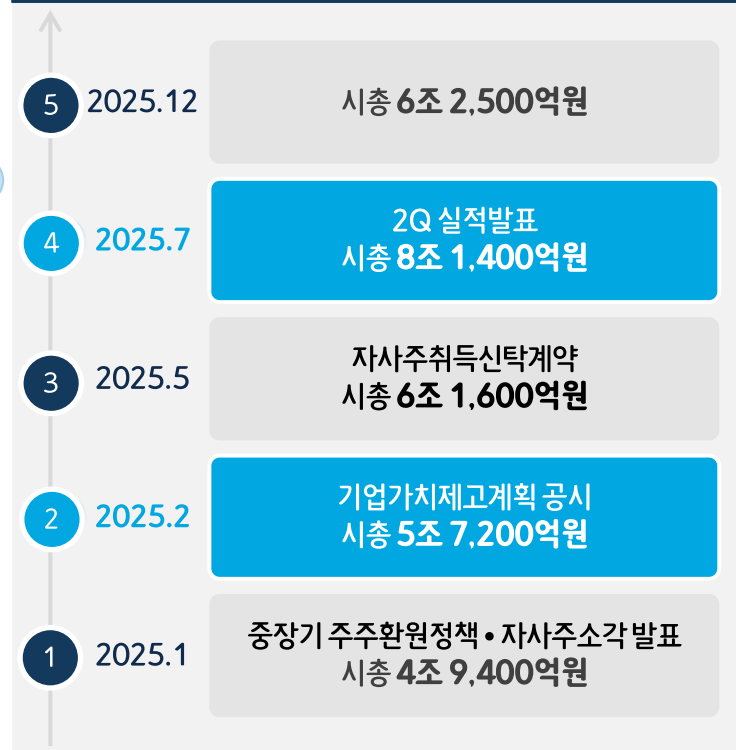 5
2025.12
시총 6조 2,500억원
4
2025.7
2Q 실적발표
시총 8조 1,400억원
3
2025.5
자사주취득신탁계약
시총 6조 1,600억원
2
2025.2
기업가치제고계획 공시
시총 5조 7,200억원
1
2025.1
중장기 주주환원정책 • 자사주소각 발표
시총 4조 9,400억원